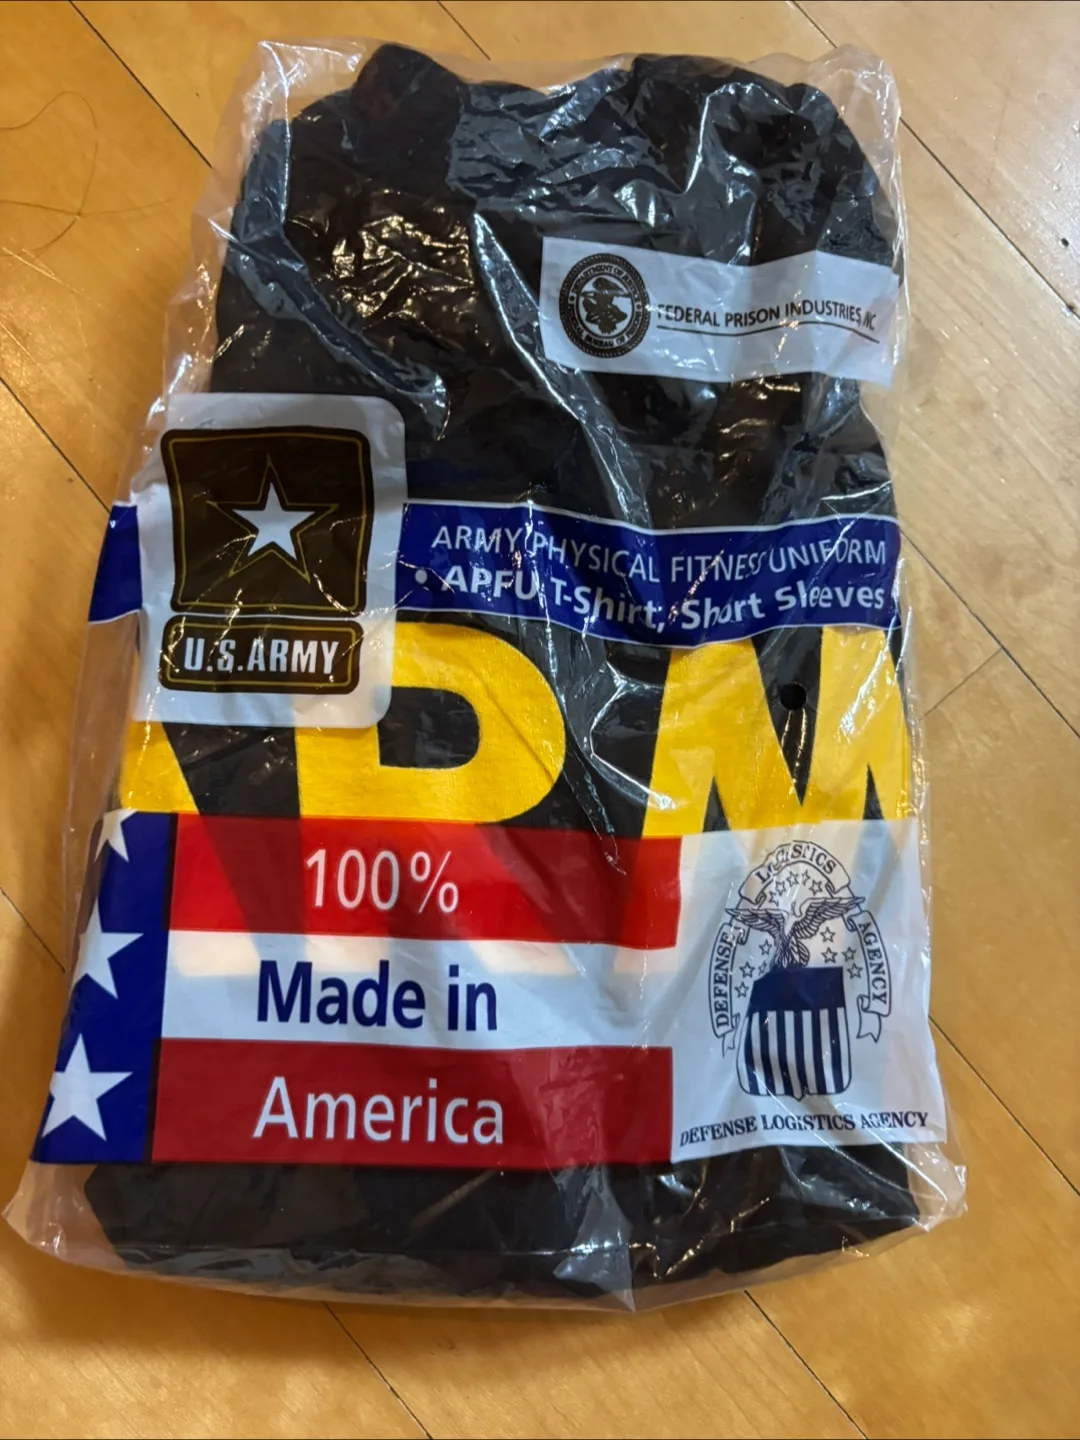 FEDERAL PRISON INDUSTRIES, INC
ARMY PHYSICAL FITNESS UNIFORM
• APFU T-Shirt, Short Sleeves
U.S.ARMY
ARM
100%
Made in
America
DEFENSE LOGISTICS AGENCY
DEFENSE LOGISTICS AGENCY